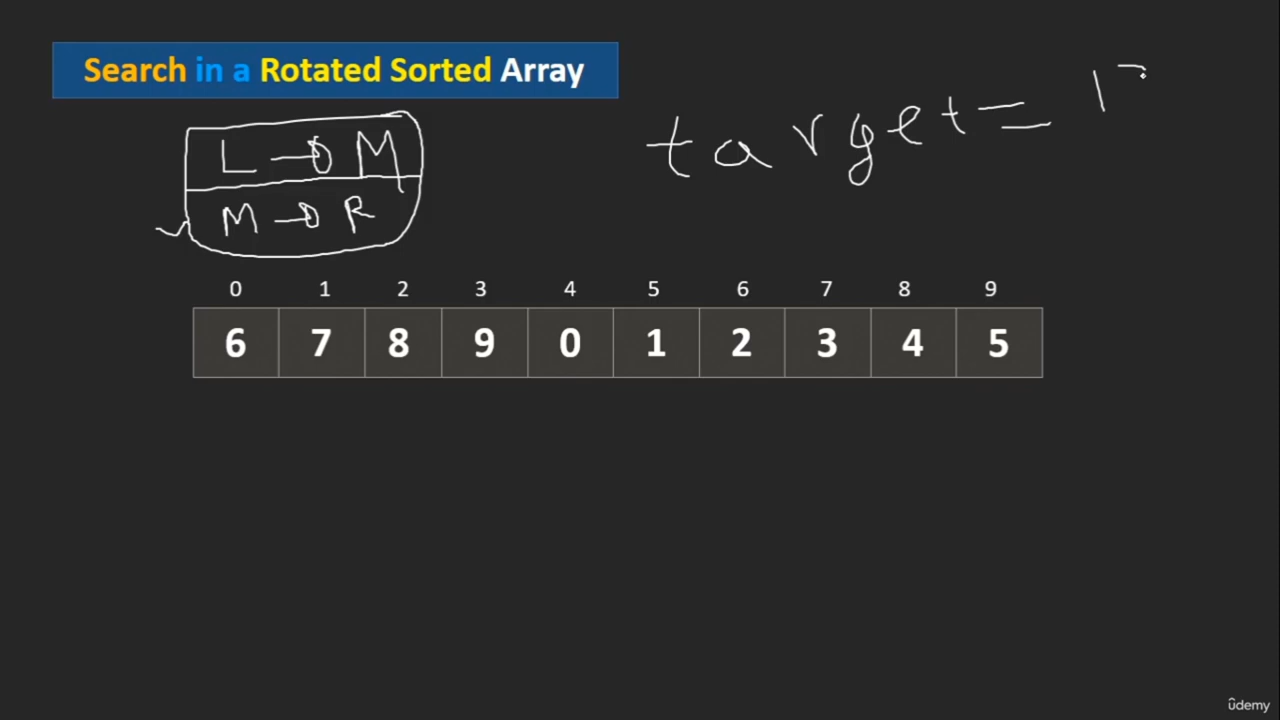 Search in a Rotated Sorted Array
target = 1
L → M
M → R
0 1 2 3 4 5 6 7 8 9
6 7 8 9 0 1 2 3 4 5
ûdemy